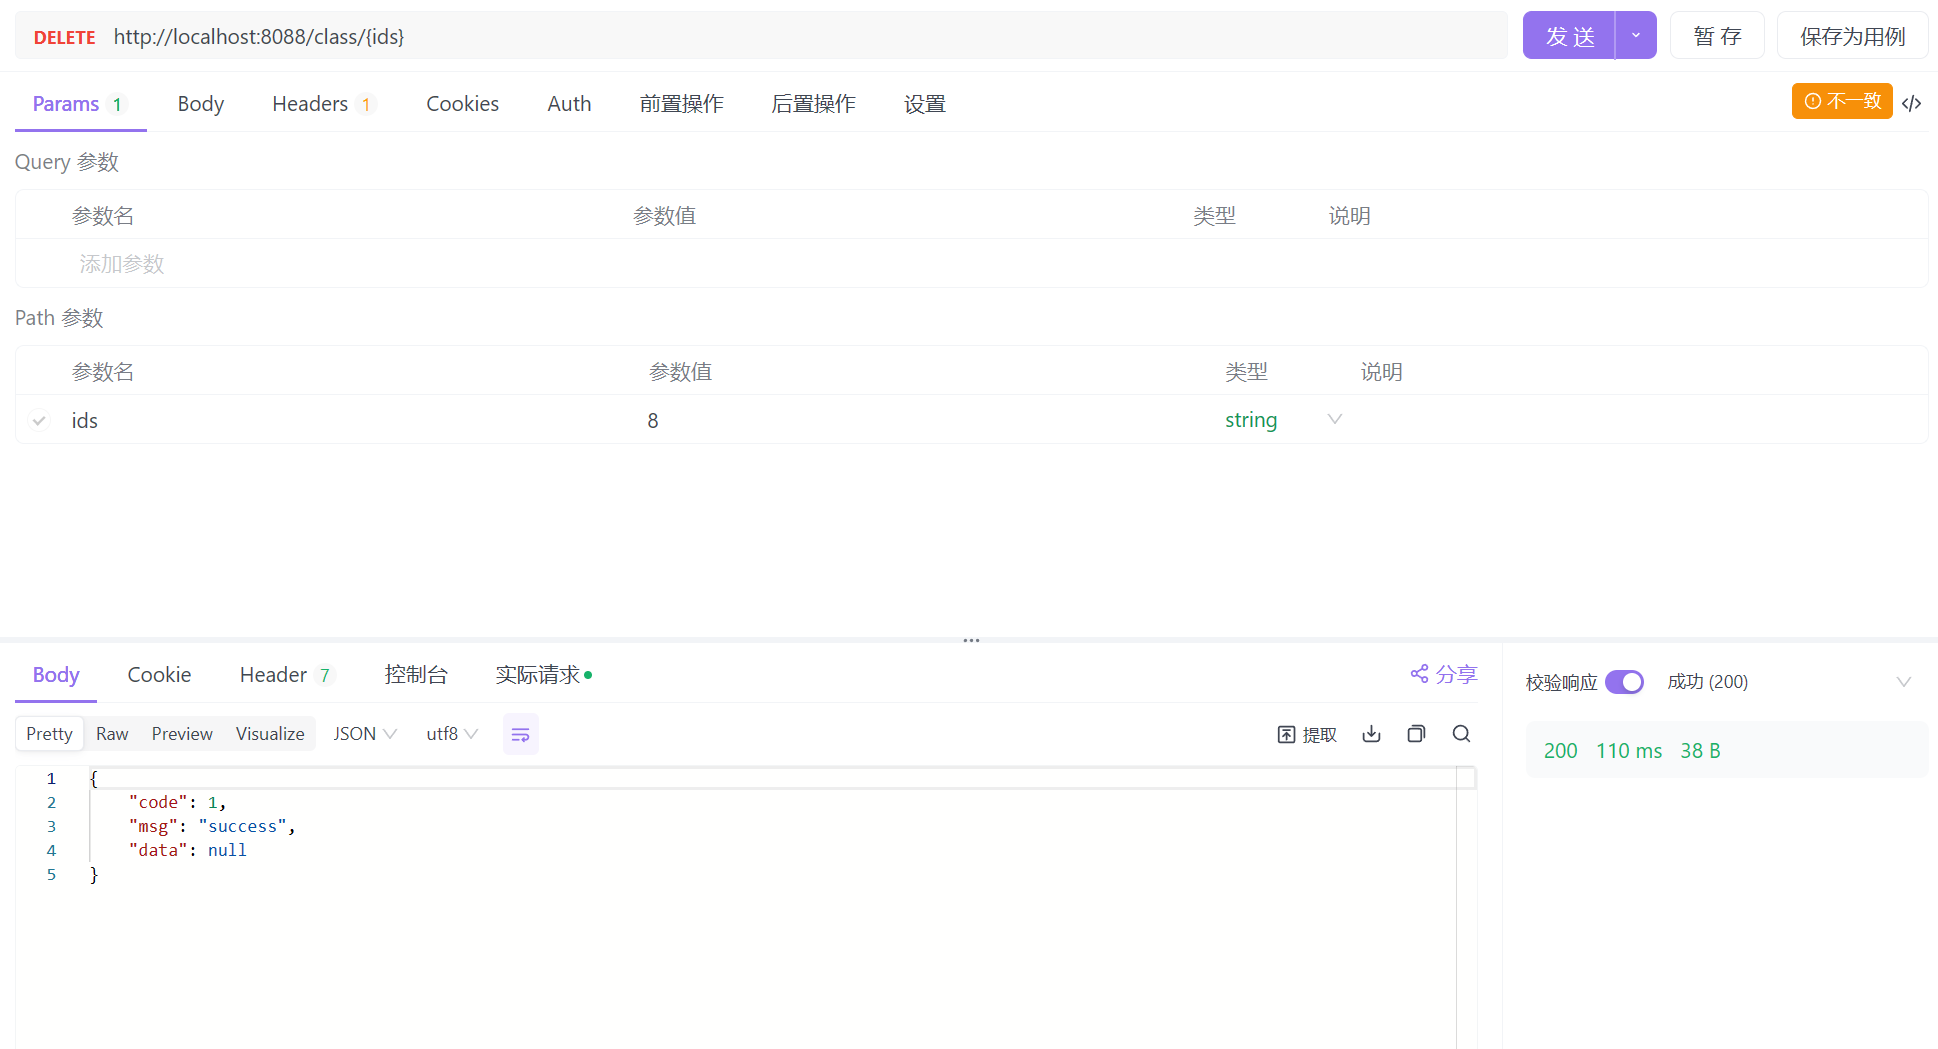 DELETE http://localhost:8088/class/{ids} 发 送 暂 存 保存为用例
Params 1 Body Headers 1 Cookies Auth 前置操作 后置操作 设置 不一致
Query 参数
参数名 参数值 类型 说明
添加参数
Path 参数
参数名 参数值 类型 说明
ids 8 string
Body Cookie Header 7 控制台 实际请求 分享
校验响应 成功 (200)
Pretty Raw Preview Visualize JSON utf8 提取
200 110 ms 38 B
1 {
2 "code": 1,
3 "msg": "success",
4 "data": null
5 }